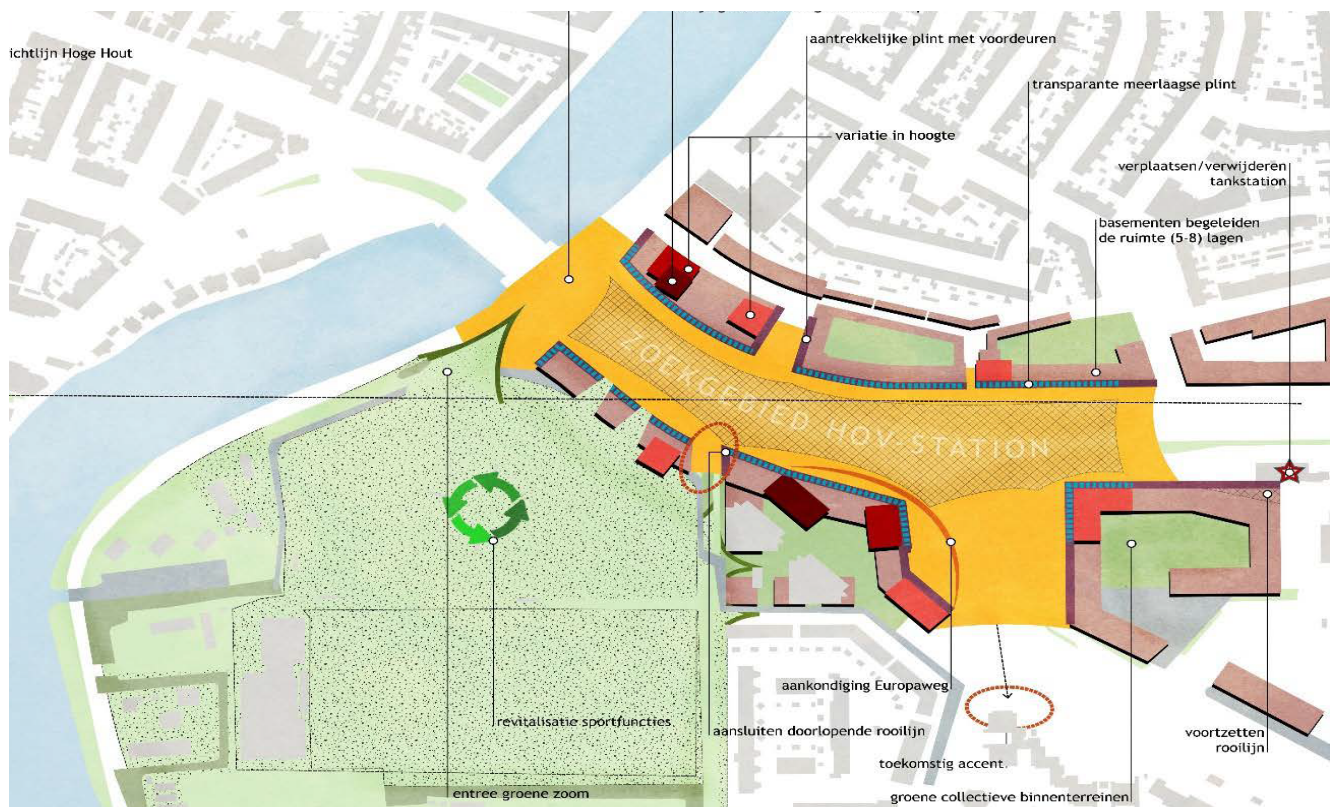 ichtlijn Hoge Hout
aantrekkelijke plint met voordeuren
transparante meerlaagse plint
variatie in hoogte
verplaatsen/verwijderen
tankstation
basementen begeleiden
de ruimte (5-8) lagen
ZOEKGEBIED HOV STATION
aankondiging Europaweg
revitalisatie sportfuncties
aansluiten doorlopende rooilijn
voortzetten
rooilijn
toekomstig accent
entree groene zoom
groene collectieve binnenterreinen